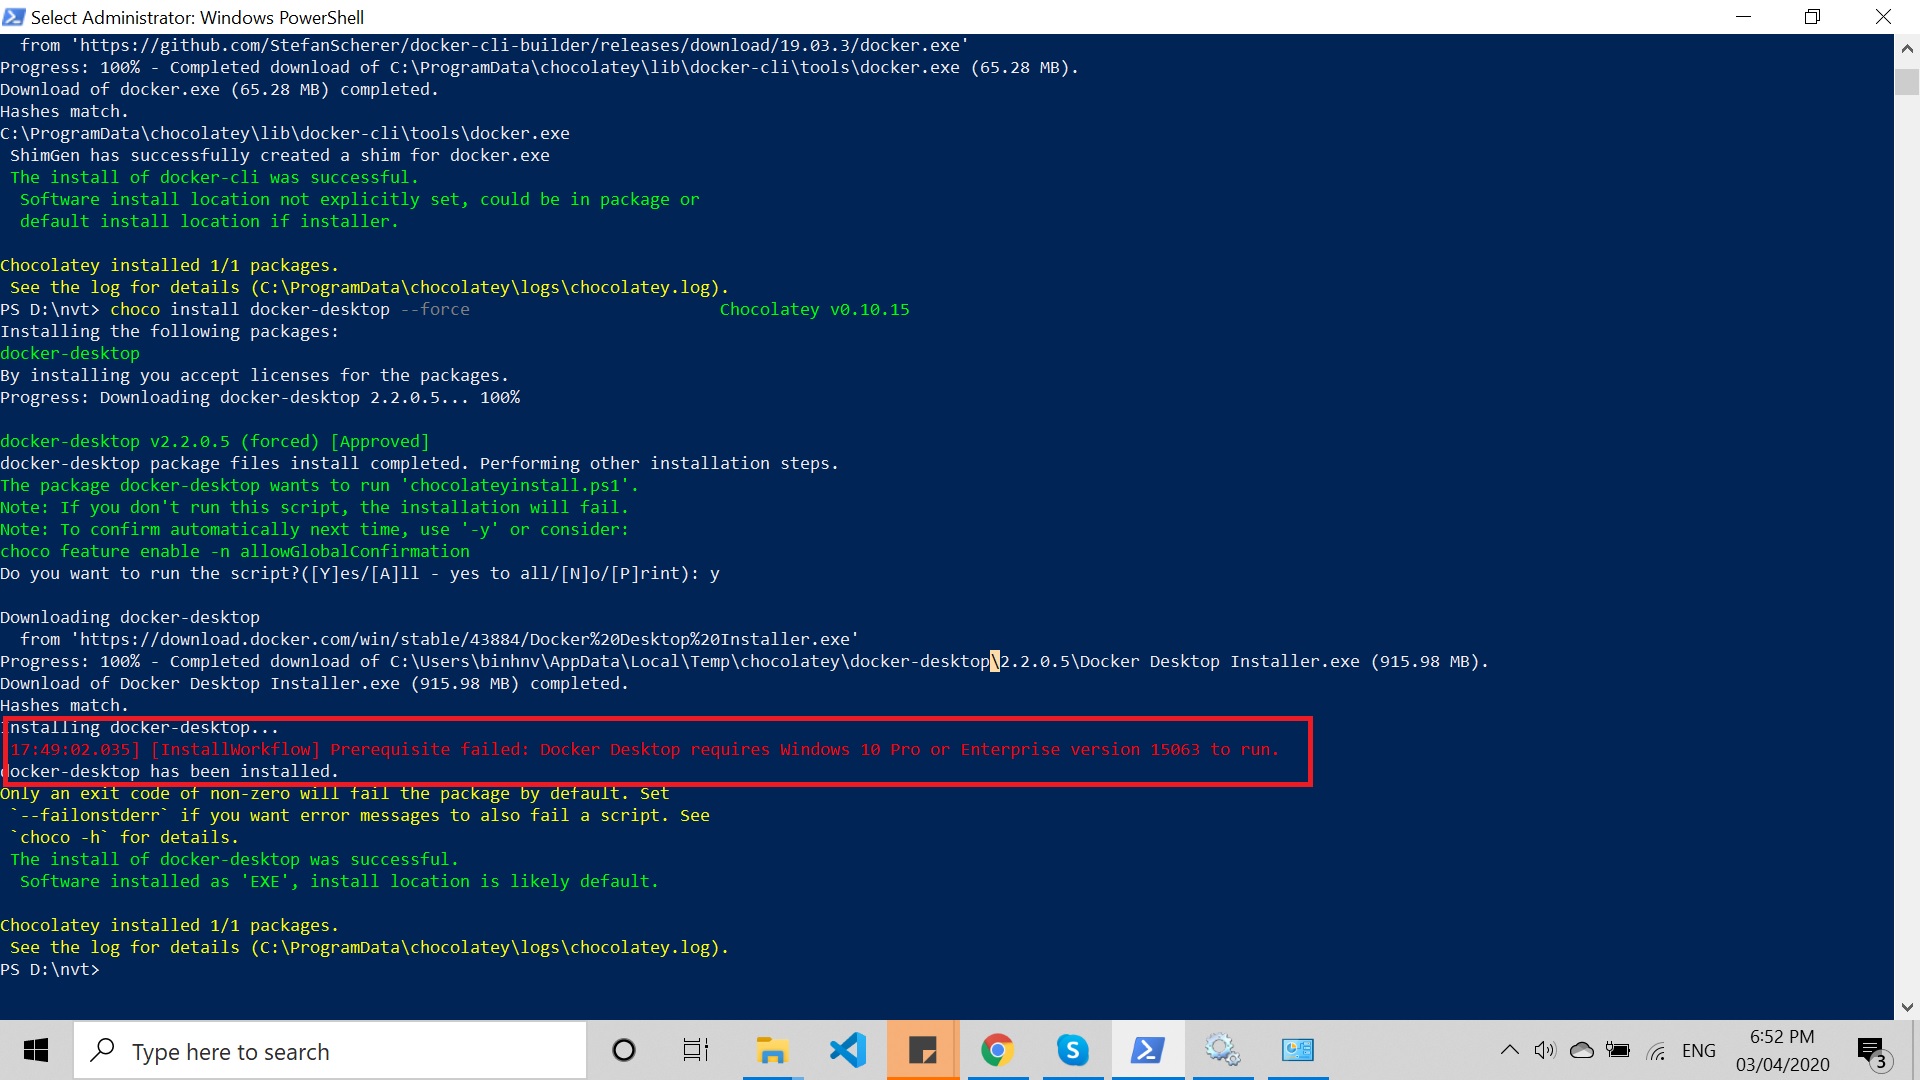 Select Administrator: Windows PowerShell
from 'https://github.com/StefanScherer/docker-cli-builder/releases/download/19.03.3/docker.exe'
Progress: 100% - Completed download of C:\ProgramData\chocolatey\lib\docker-cli\tools\docker.exe (65.28 MB).
Download of docker.exe (65.28 MB) completed.
Hashes match.
C:\ProgramData\chocolatey\lib\docker-cli\tools\docker.exe
ShimGen has successfully created a shim for docker.exe
The install of docker-cli was successful.
Software install location not explicitly set, could be in package or
default install location if installer.
Chocolatey installed 1/1 packages.
See the log for details (C:\ProgramData\chocolatey\logs\chocolatey.log).
PS D:\nvt> choco install docker-desktop --force Chocolatey v0.10.15
Installing the following packages:
docker-desktop
By installing you accept licenses for the packages.
Progress: Downloading docker-desktop 2.2.0.5... 100%
docker-desktop v2.2.0.5 (forced) [Approved]
docker-desktop package files install completed. Performing other installation steps.
The package docker-desktop wants to run 'chocolateyinstall.ps1'.
Note: If you don't run this script, the installation will fail.
Note: To confirm automatically next time, use '-y' or consider:
choco feature enable -n allowGlobalConfirmation
Do you want to run the script?([Y]es/[A]ll - yes to all/[N]o/[P]rint): y
Downloading docker-desktop
from 'https://download.docker.com/win/stable/43884/Docker%20Desktop%20Installer.exe'
Progress: 100% - Completed download of C:\Users\binhnv\AppData\Local\Temp\chocolatey\docker-desktop\2.2.0.5\Docker Desktop Installer.exe (915.98 MB).
Download of Docker Desktop Installer.exe (915.98 MB) completed.
Hashes match.
Installing docker-desktop...
[17:49:02.035] [InstallWorkflow] Prerequisite failed: Docker Desktop requires Windows 10 Pro or Enterprise version 15063 to run.
docker-desktop has been installed.
Only an exit code of non-zero will fail the package by default. Set
`--failonstderr` if you want error messages to also fail a script. See
`choco -h` for details.
The install of docker-desktop was successful.
Software installed as 'EXE', install location is likely default.
Chocolatey installed 1/1 packages.
See the log for details (C:\ProgramData\chocolatey\logs\chocolatey.log).
PS D:\nvt>
Type here to search
ENG
6:52 PM
03/04/2020
3